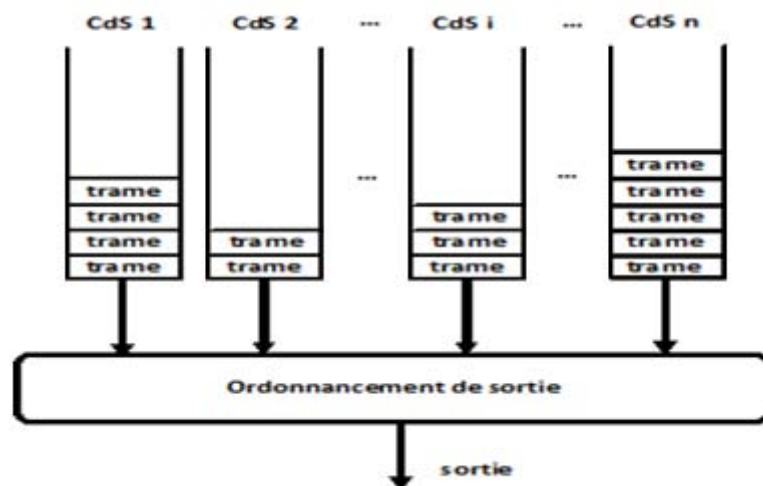 CdS 1 CdS 2 ... CdS i ... CdS n
trame
trame ... ... trame
trame trame trame
trame trame trame trame
trame trame trame trame
Ordonnancement de sortie
sortie